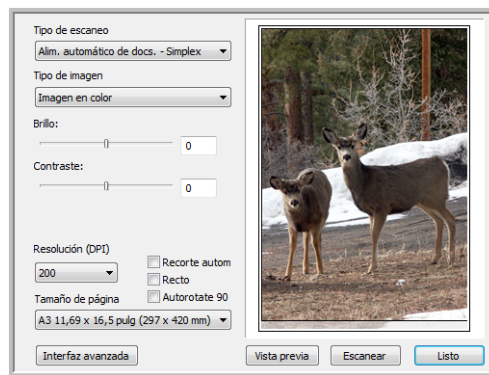 Tipo de escaneo
Alim. automático de docs. - Simplex
Tipo de imagen
Imagen en color
Brillo:
0
Contraste:
0
Resolución (DPI)
200
Recorte autom
Recto
Autorotate 90
Tamaño de página
A3 11,69 x 16,5 pulg (297 x 420 mm)
Interfaz avanzada
Vista previa
Escanear
Listo